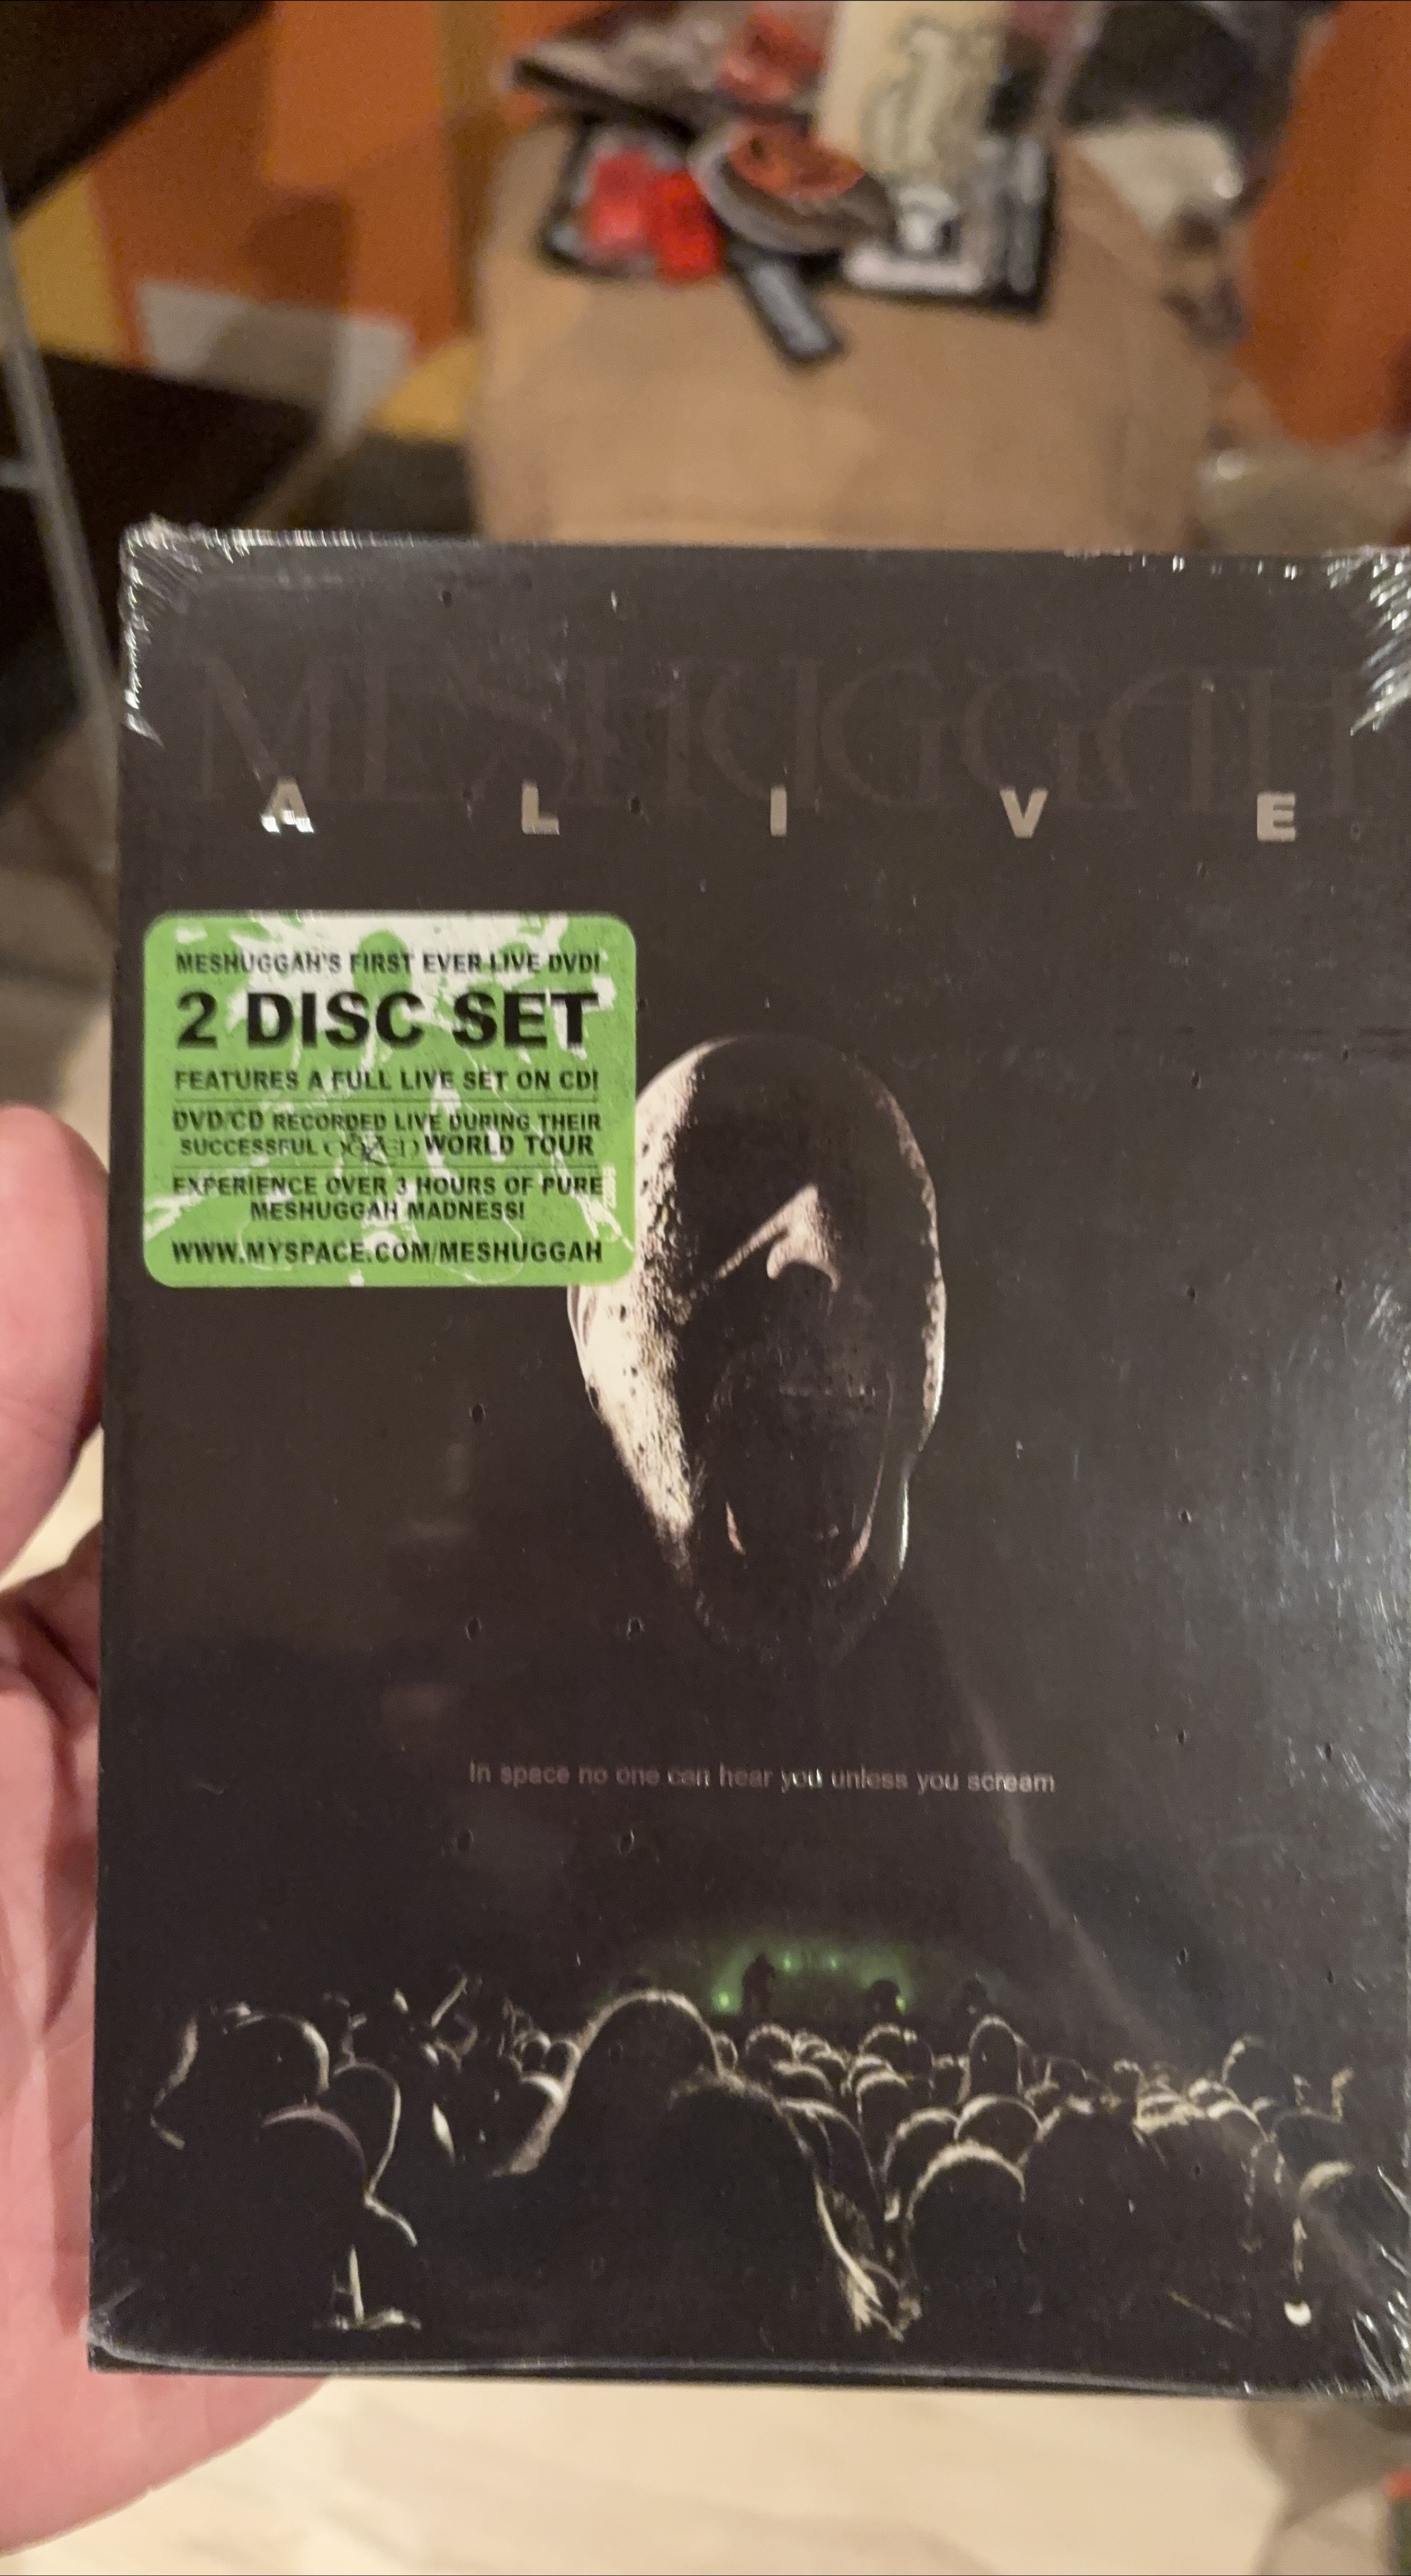 MESHUGGAH
A L I V E
MESHUGGAH'S FIRST EVER LIVE DVD!
2 DISC SET
FEATURES A FULL LIVE SET ON CD!
DVD/CD RECORDED LIVE DURING THEIR
SUCCESSFUL ObZen WORLD TOUR
EXPERIENCE OVER 3 HOURS OF PURE
MESHUGGAH MADNESS!
WWW.MYSPACE.COM/MESHUGGAH
In space no one can hear you unless you scream